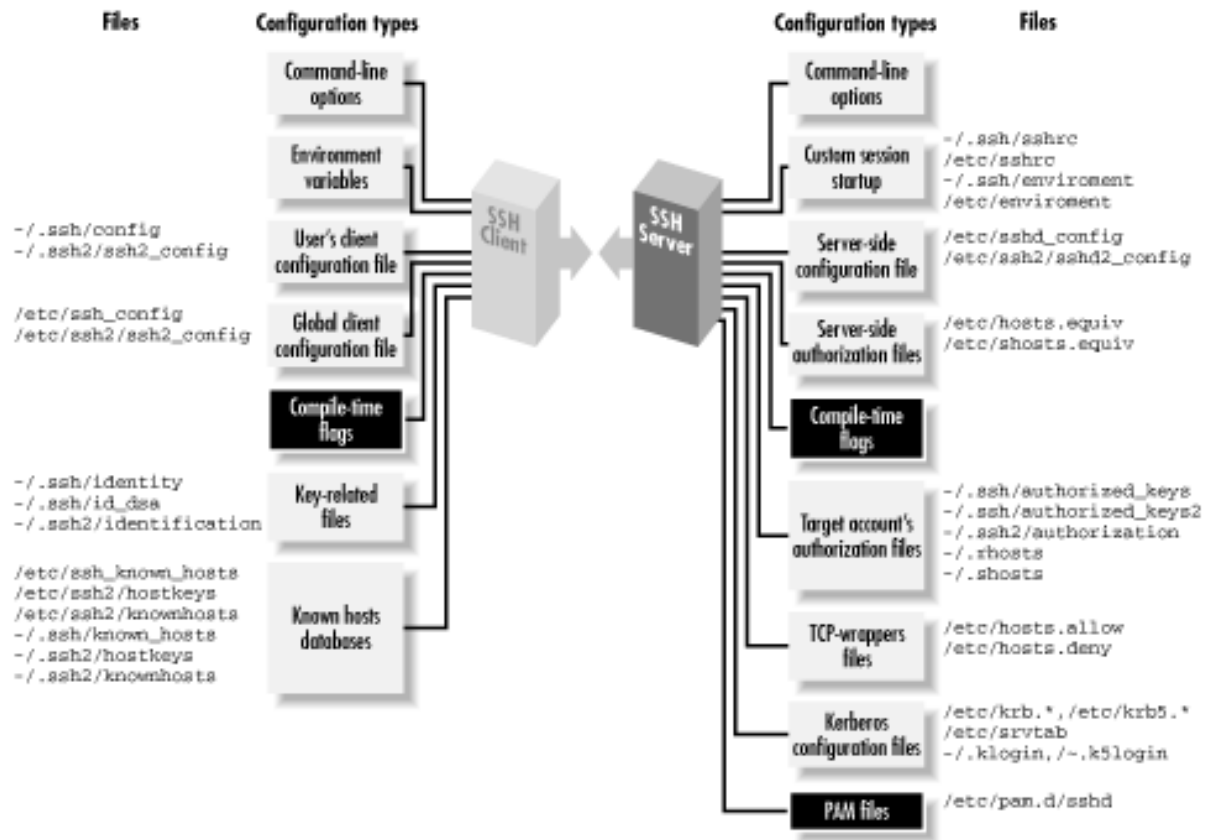 Files
Configuration types
Configuration types
Files
Command-line
options
Environment
variables
-/.ssh/config
-/.ssh2/ssh2_config
User's client
configuration file
/etc/ssh_config
/etc/ssh2/ssh2_config
Global client
configuration file
Compile-time
flags
-/.ssh/identity
-/.ssh/id_dsa
-/.ssh2/identification
Key-related
files
/etc/ssh_known_hosts
/etc/ssh2/hostkeys
/etc/ssh2/knownhosts
-/.ssh/known_hosts
-/.ssh2/hostkeys
-/.ssh2/knownhosts
Known hosts
databases
SSH
Client
SSH
Server
Command-line
options
Custom session
startup
-/.ssh/sshrc
/etc/sshrc
-/.ssh/enviroment
/etc/enviroment
Server-side
configuration file
/etc/sshd_config
/etc/ssh2/sshd2_config
Server-side
authorization files
/etc/hosts.equiv
/etc/shosts.equiv
Compile-time
flags
Target account's
authorization files
-/.ssh/authorized_keys
-/.ssh/authorized_keys2
-/.ssh2/authorization
-/.rhosts
-/.shosts
TCP-wrappers
files
/etc/hosts.allow
/etc/hosts.deny
Kerberos
configuration files
/etc/krb.*,/etc/krb5.*
/etc/srvtab
-/.klogin,/~.k5login
PAM files
/etc/pam.d/sshd